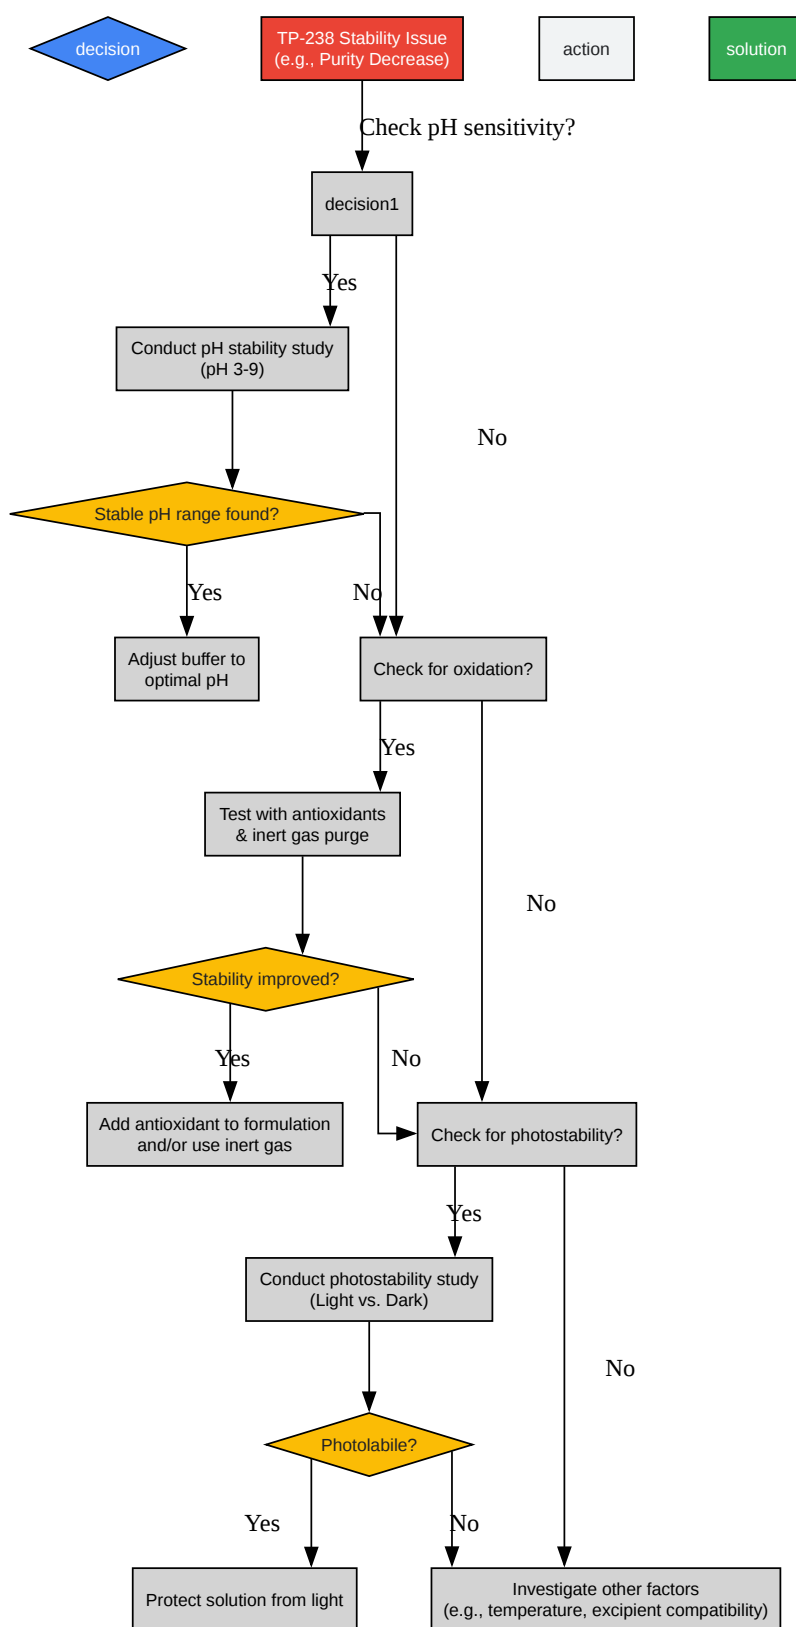 decision
TP-238 Stability Issue
(e.g., Purity Decrease)
action
solution
Check pH sensitivity?
decision1
Yes
Conduct pH stability study
(pH 3-9)
No
Stable pH range found?
Yes
No
Adjust buffer to
optimal pH
Check for oxidation?
Yes
Test with antioxidants
& inert gas purge
No
Stability improved?
Yes
No
Add antioxidant to formulation
and/or use inert gas
Check for photostability?
Yes
Conduct photostability study
(Light vs. Dark)
No
Photolabile?
Yes
No
Protect solution from light
Investigate other factors
(e.g., temperature, excipient compatibility)